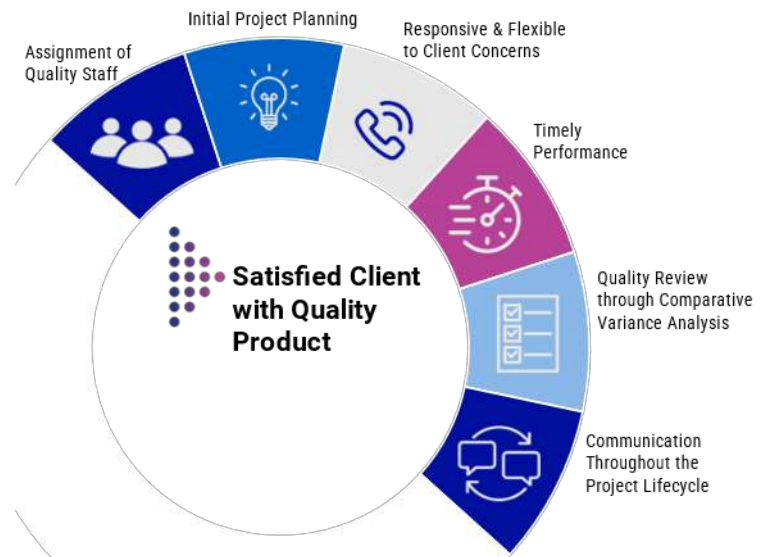 Initial Project Planning
Assignment of
Quality Staff
Responsive & Flexible
to Client Concerns
Timely
Performance
Quality Review
through Comparative
Variance Analysis
Communication
Throughout the
Project Lifecycle
Satisfied Client
with Quality
Product